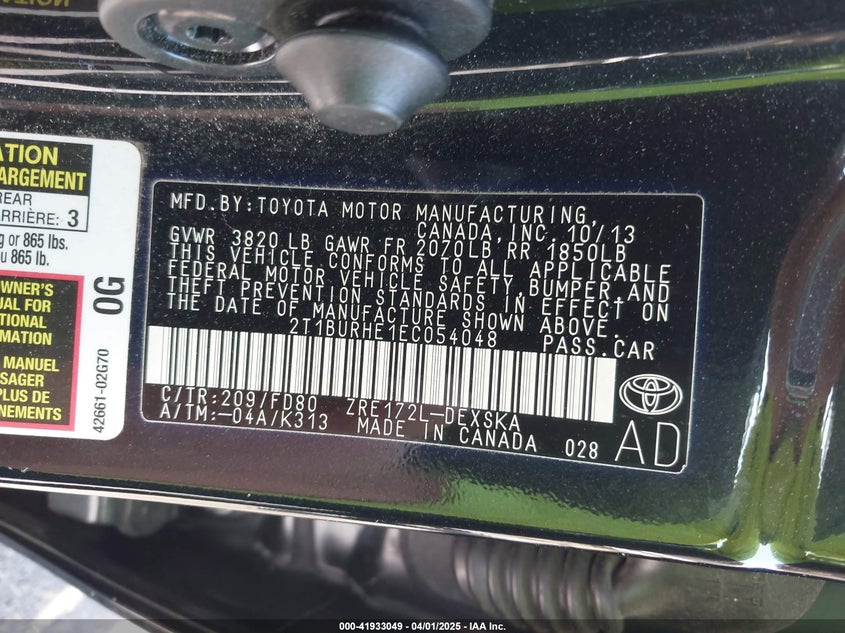 ATION
ARGEMENT
REAR
ARRIÈRE: 3
g or 865 lbs.
u 865 lb.
OWNER'S
UAL FOR
TIONAL
RMATION
MANUEL
SAGER
PLUS
NEMENTS
0G
42661-02G70
MFD. BY: TOYOTA MOTOR MANUFACTURING,
CANADA, INC. 10/13
GVWR 3820 LB GAWR FR 2070LB RR 1850LB
THIS VEHICLE CONFORMS TO ALL APPLICABLE
FEDERAL MOTOR VEHICLE SAFETY, BUMPER, AND
THEFT PREVENTION STANDARDS IN EFFECT ON
THE DATE OF MANUFACTURE SHOWN ABOVE.
2T1BURHE1EC054048 PASS.CAR
C/TR: 209/FD80 ZRE172L-DEXSKA
A/TM: -04A/K313 MADE IN CANADA 028
AD
000-41933049 - 04/01/2025 - IAA Inc.